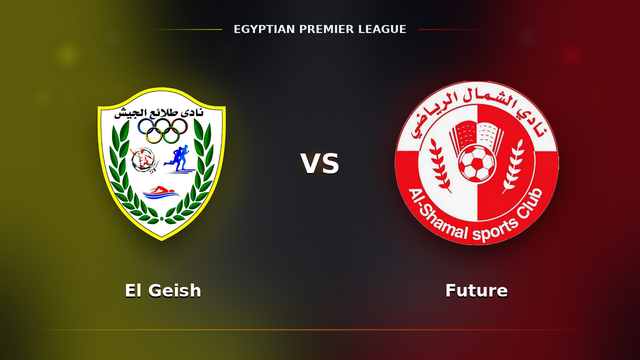 EGYPTIAN PREMIER LEAGUE
نادى طلائع الجيش
VS
نادي الشمال الرياضي
Al-Shamal sports Club
El Geish
Future